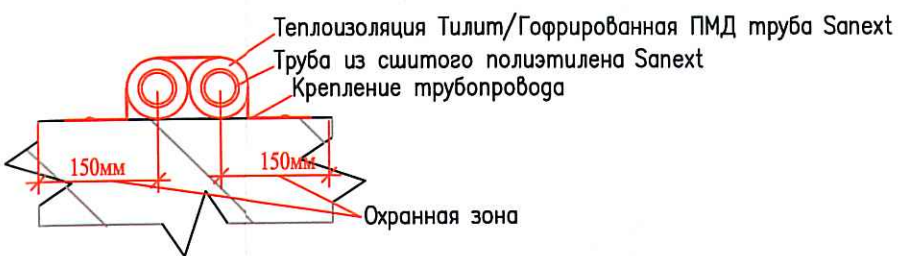 Теплоизоляция Тилит/Гофрированная ПМД труба Sanext
Труба из сшитого полиэтилена Sanext
Крепление трубопровода
150мм 150мм
Охранная зона